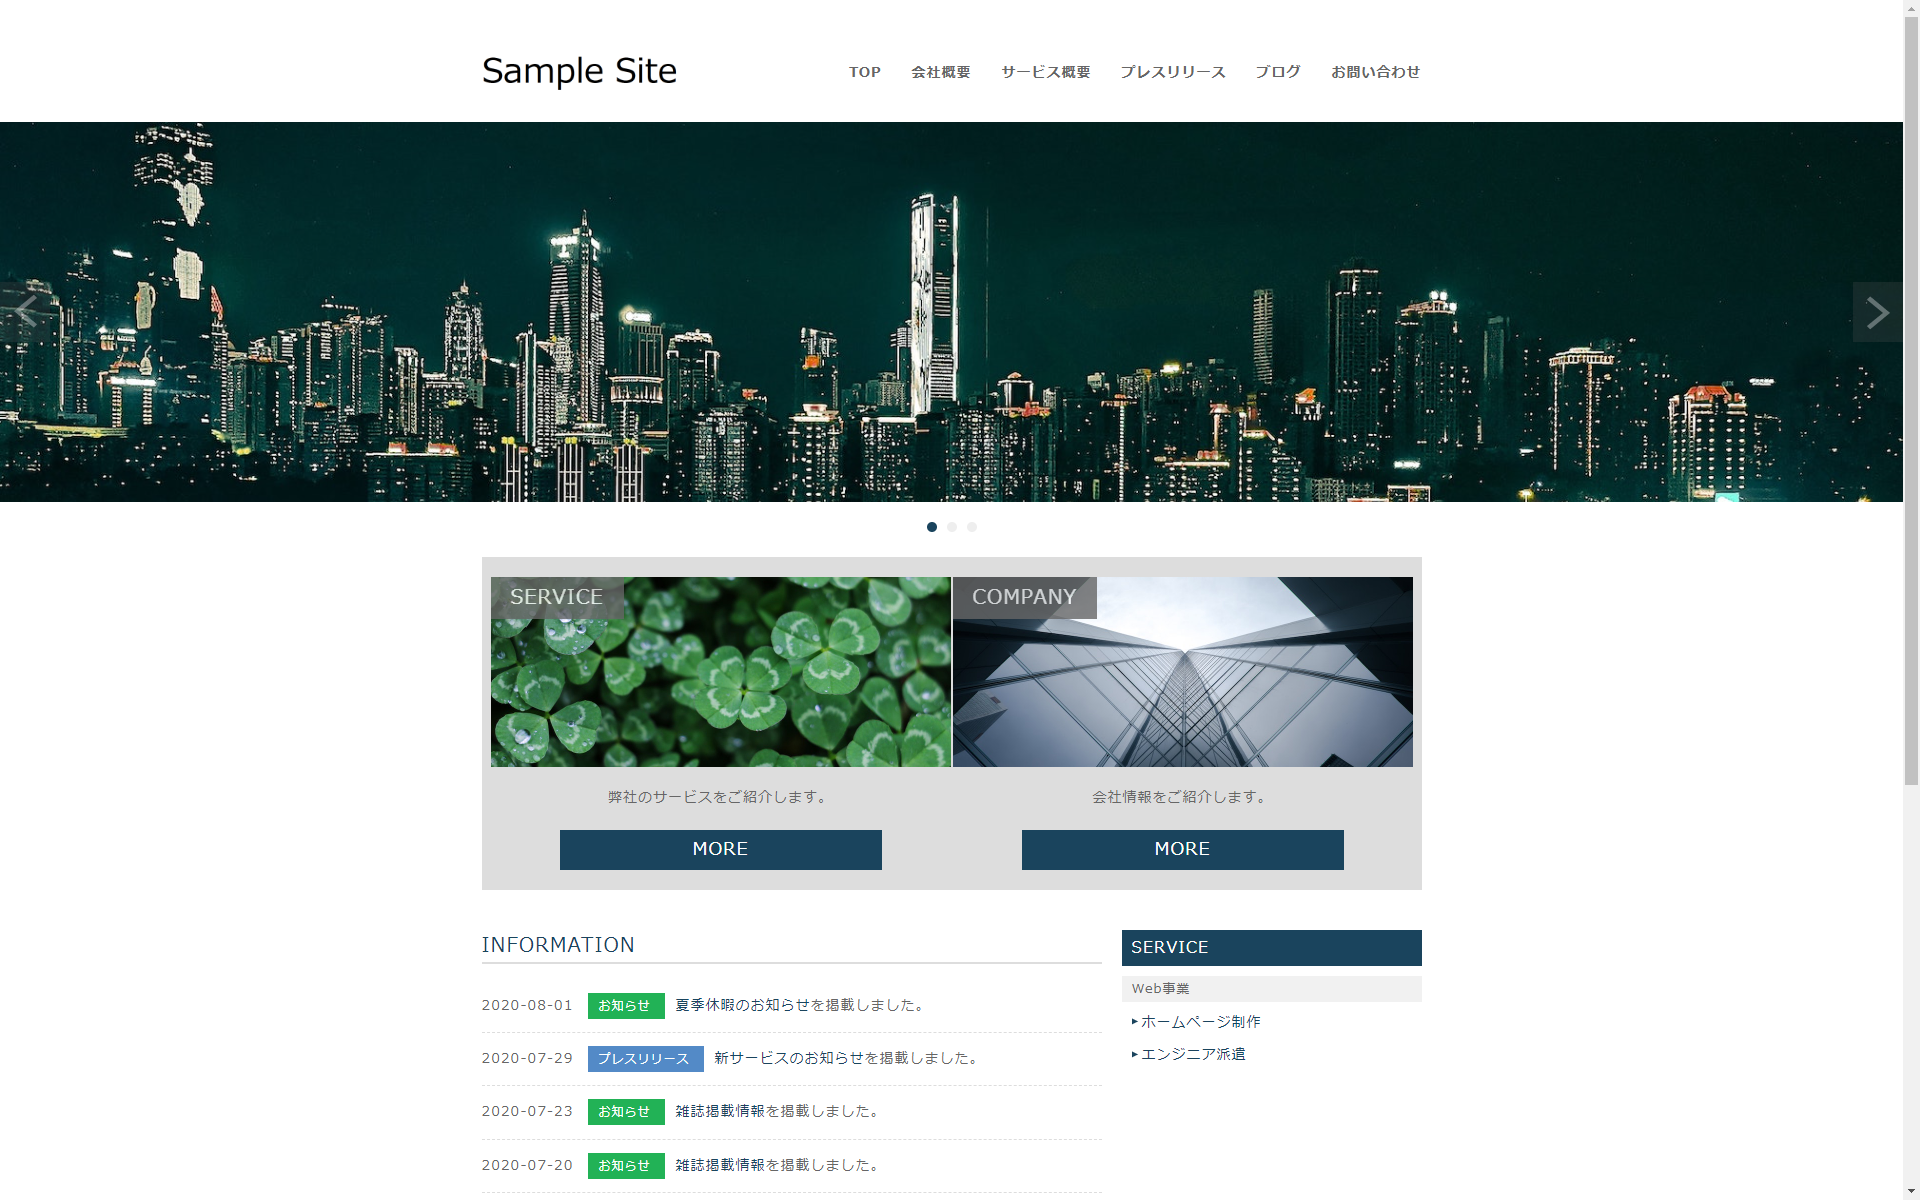 Sample Site
TOP 会社概要 サービス概要 プレスリリース ブログ お問い合わせ
SERVICE
COMPANY
弊社のサービスをご紹介します。
会社情報をご紹介します。
MORE
MORE
INFORMATION
2020-08-01 お知らせ 夏季休暇のお知らせを掲載しました。
2020-07-29 プレスリリース 新サービスのお知らせを掲載しました。
2020-07-23 お知らせ 雑誌掲載情報を掲載しました。
2020-07-20 お知らせ 雑誌掲載情報を掲載しました。
SERVICE
Web事業
ホームページ制作
エンジニア派遣